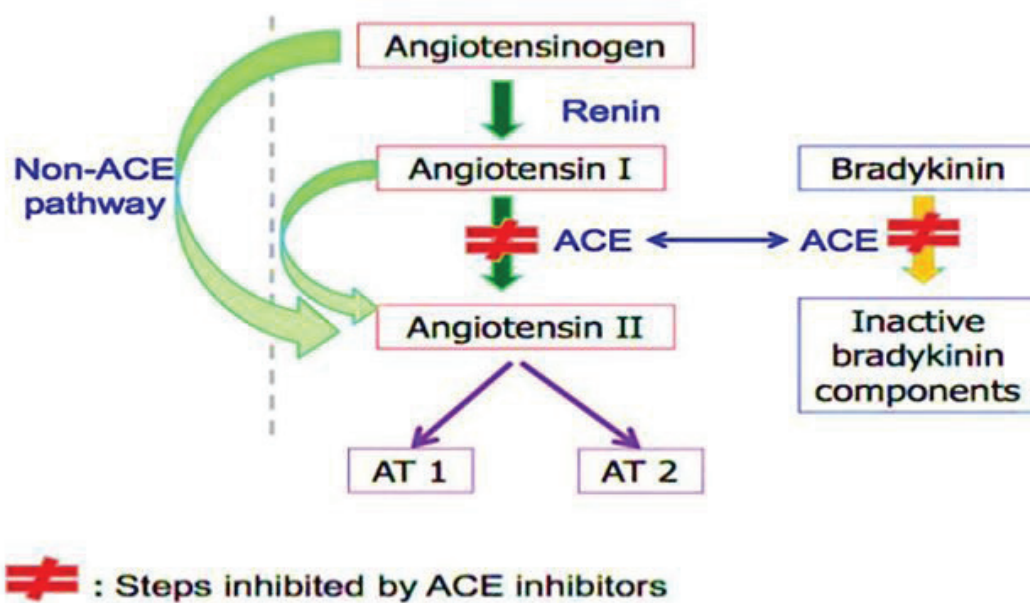 Angiotensinogen
Renin
Non-ACE
pathway
Angiotensin I
Bradykinin
ACE
ACE
Angiotensin II
Inactive
bradykinin
components
AT 1
AT 2
: Steps inhibited by ACE inhibitors